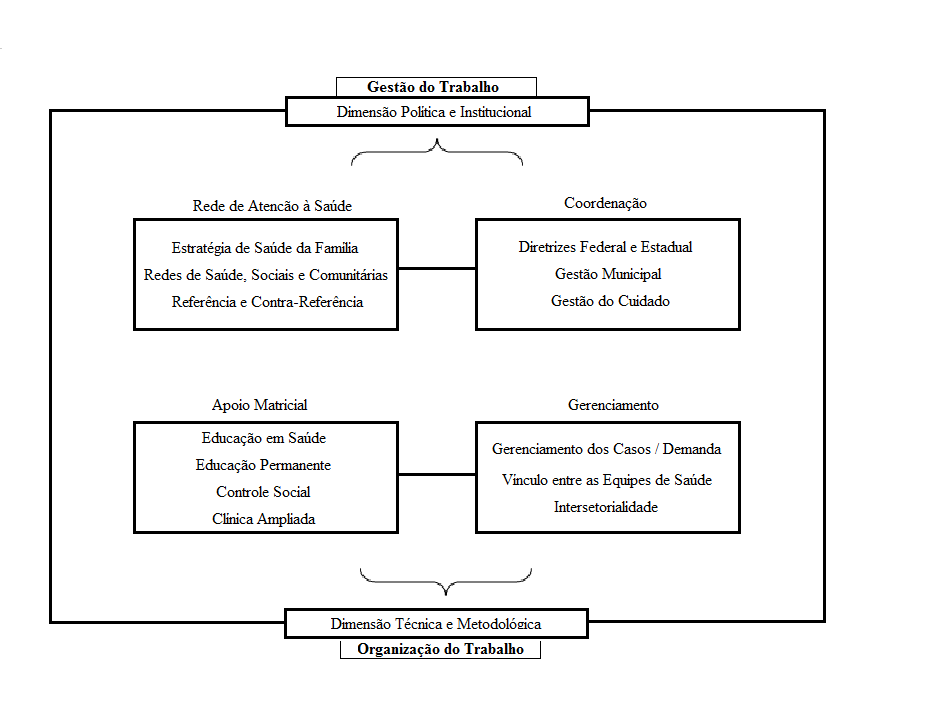 Gestão do Trabalho
Dimensão Política e Institucional
Rede de Atencão à Saúde
Estratégia de Saúde da Família
Redes de Saúde, Sociais e Comunitárias
Referência e Contra-Referência
Coordenação
Diretrizes Federal e Estadual
Gestão Municipal
Gestão do Cuidado
Apoio Matricial
Educação em Saúde
Educação Permanente
Controle Social
Clínica Ampliada
Gerenciamento
Gerenciamento dos Casos / Demanda
Vínculo entre as Equipes de Saúde
Intersetorialidade
Dimensão Técnica e Metodológica
Organização do Trabalho